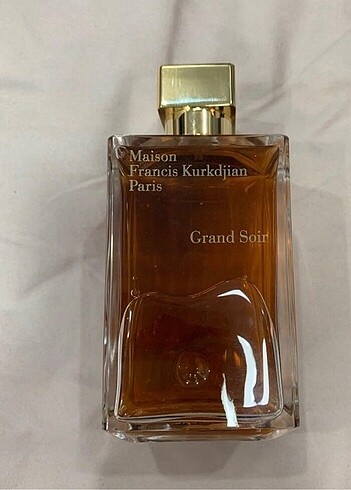 Maison
Francis Kurkdjian
Paris
Grand Soir